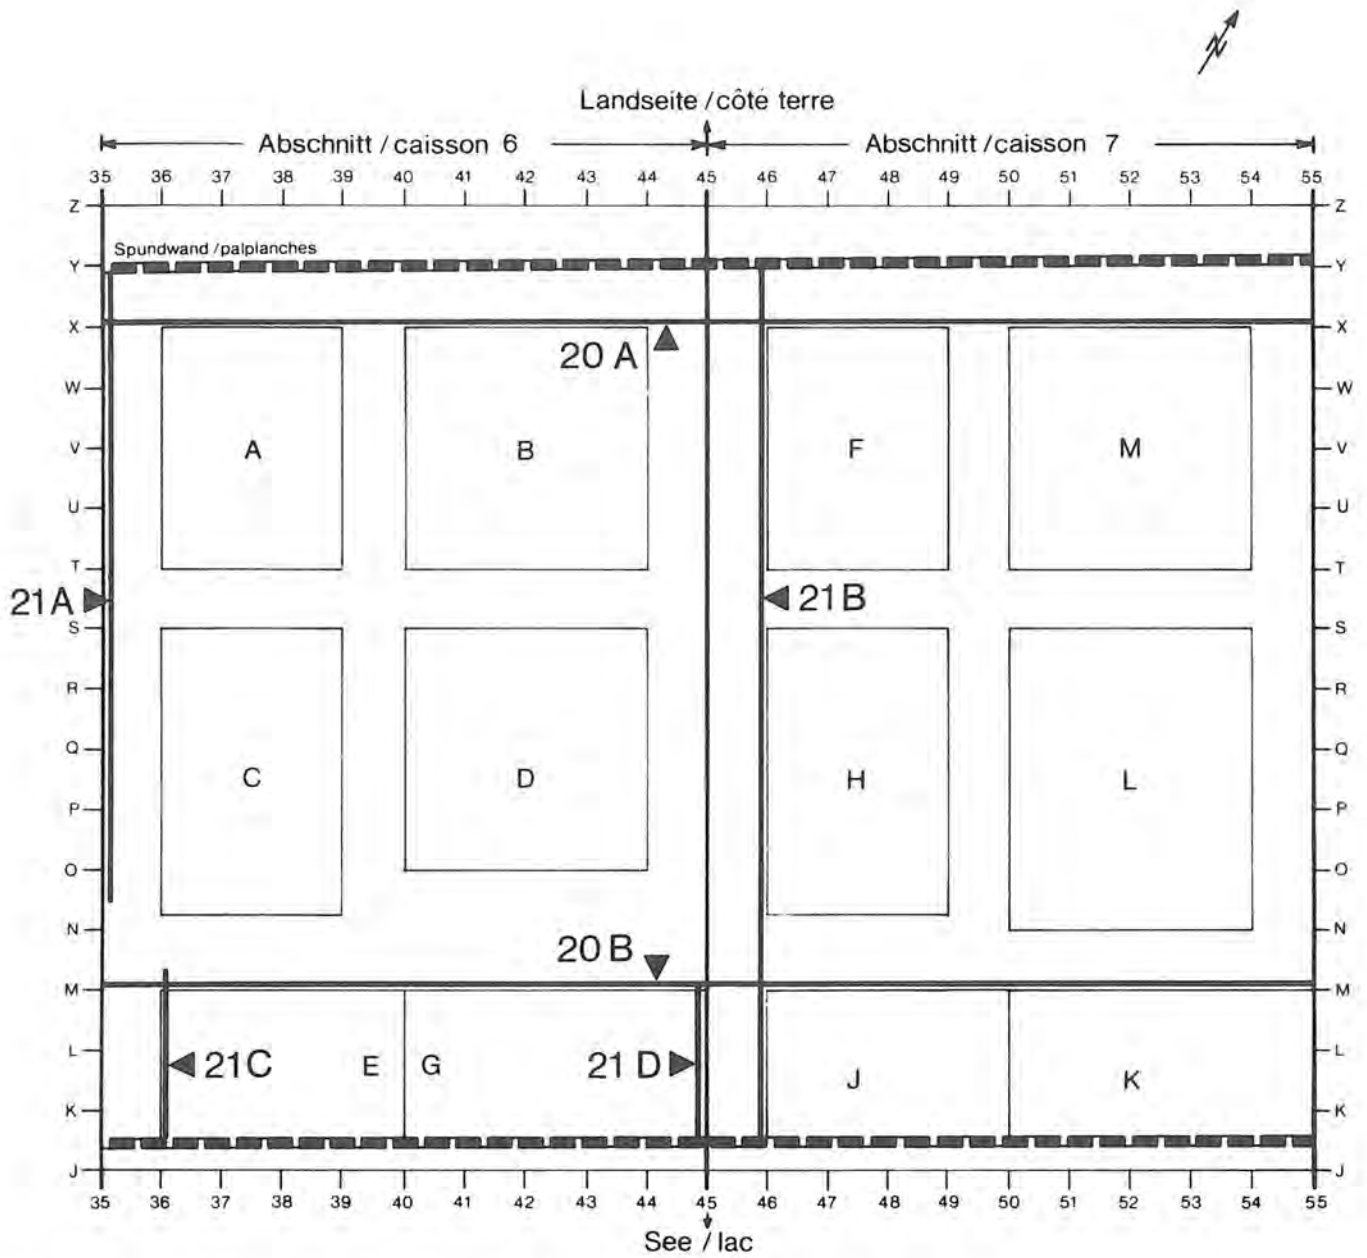 N
Landseite / côté terre
Abschnitt / caisson 6
Abschnitt / caisson 7
35 36 37 38 39 40 41 42 43 44 45 46 47 48 49 50 51 52 53 54 55
Z Z
Spundwand / palplanches
Y Y
X X
20 A
W W
A B F M
V V
U U
T T
21A 21B
S S
R R
Q Q
C D H L
P P
O O
N N
20 B
M M
L L
21C E G 21 D J K
K K
J J
35 36 37 38 39 40 41 42 43 44 45 46 47 48 49 50 51 52 53 54 55
See / lac